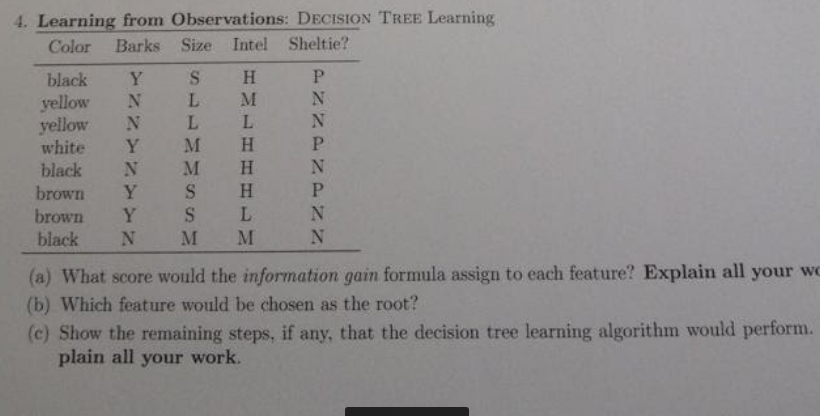 4. Learning from Observations: DECISION TREE Learning
Color Barks Size Intel Sheltie?
black Y S H P
yellow N L M N
yellow N L L N
white Y M H P
black N M H N
brown Y S H P
brown Y S L N
black N M M N
(a) What score would the information gain formula assign to each feature? Explain all your
(b) Which feature would be chosen as the root?
(c) Show the remaining steps, if any, that the decision tree learning algorithm would perform.
plain all your work.